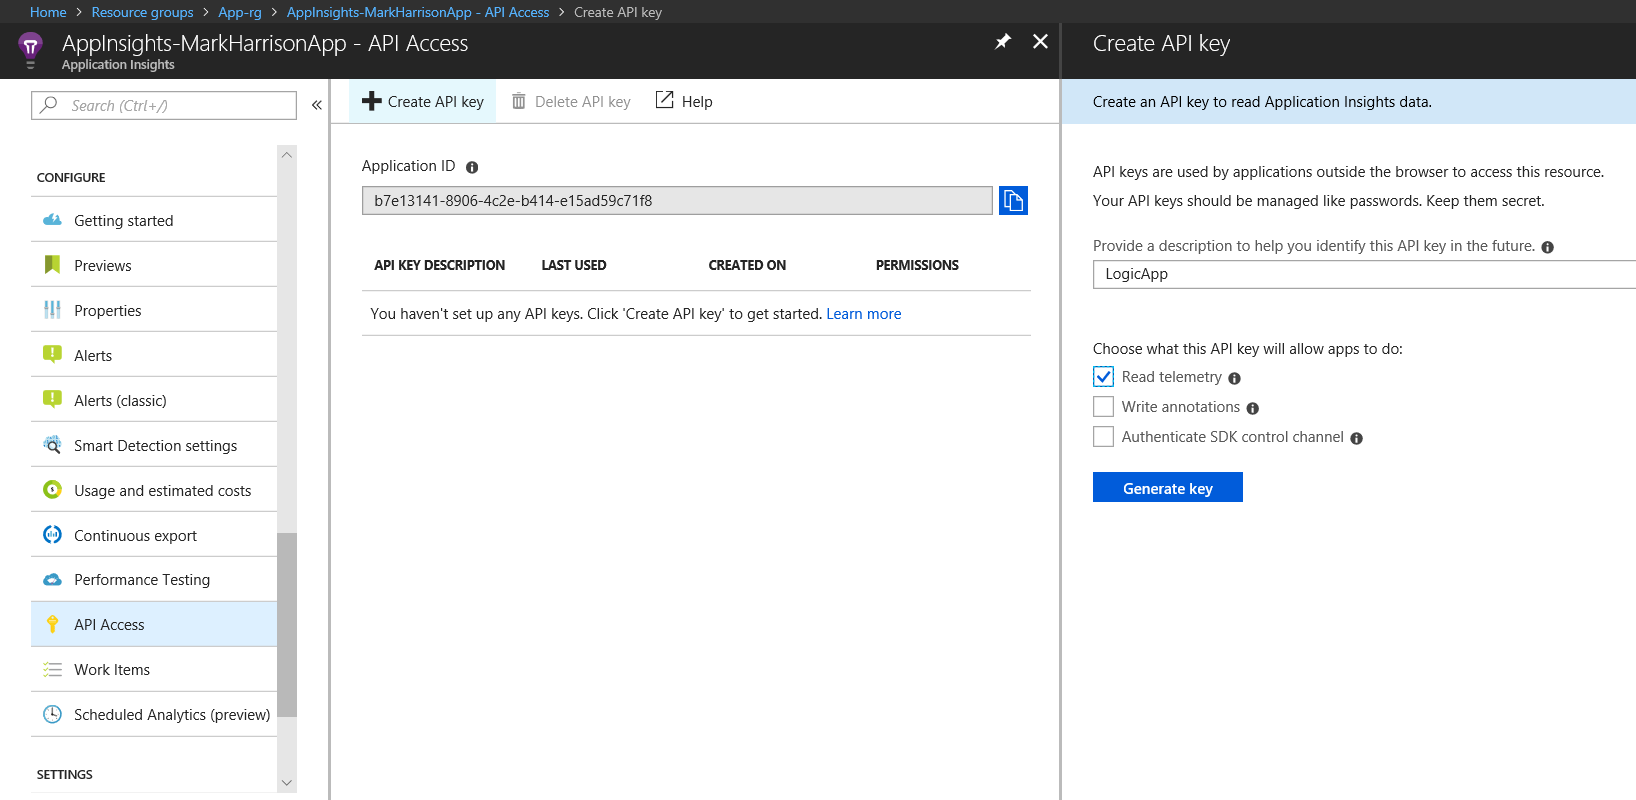 Home > Resource groups > App-rg > AppInsights-MarkHarrisonApp - API Access > Create API key
AppInsights-MarkHarrisonApp - API Access
Application Insights
Search (Ctrl+/)
CONFIGURE
Getting started
Previews
Properties
Alerts
Alerts (classic)
Smart Detection settings
Usage and estimated costs
Continuous export
Performance Testing
API Access
Work Items
Scheduled Analytics (preview)
SETTINGS
Create API key Delete API key Help
Application ID
b7e13141-8906-4c2e-b414-e15ad59c71f8
API KEY DESCRIPTION LAST USED CREATED ON PERMISSIONS
You haven't set up any API keys. Click 'Create API key' to get started. Learn more
Create API key
Create an API key to read Application Insights data.
API keys are used by applications outside the browser to access this resource.
Your API keys should be managed like passwords. Keep them secret.
Provide a description to help you identify this API key in the future.
LogicApp
Choose what this API key will allow apps to do:
Read telemetry
Write annotations
Authenticate SDK control channel
Generate key